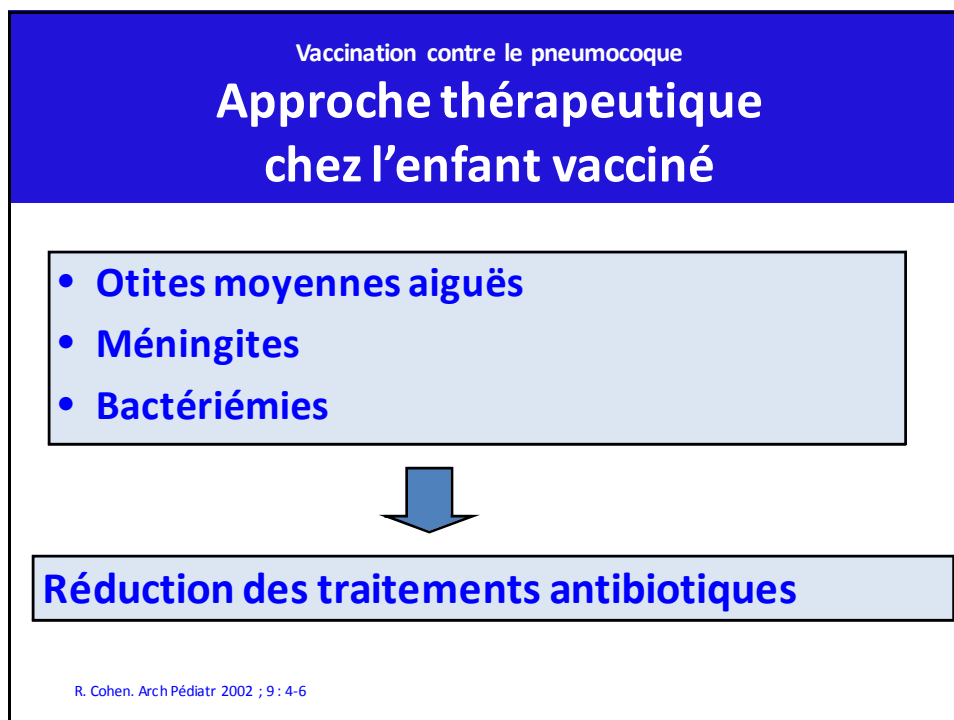 Vaccination contre le pneumocoque
Approche thérapeutique
chez l’enfant vacciné
• Otites moyennes aiguës
• Méningites
• Bactériémies
Réduction des traitements antibiotiques
R. Cohen. Arch Pédiatr 2002 ; 9 : 4-6